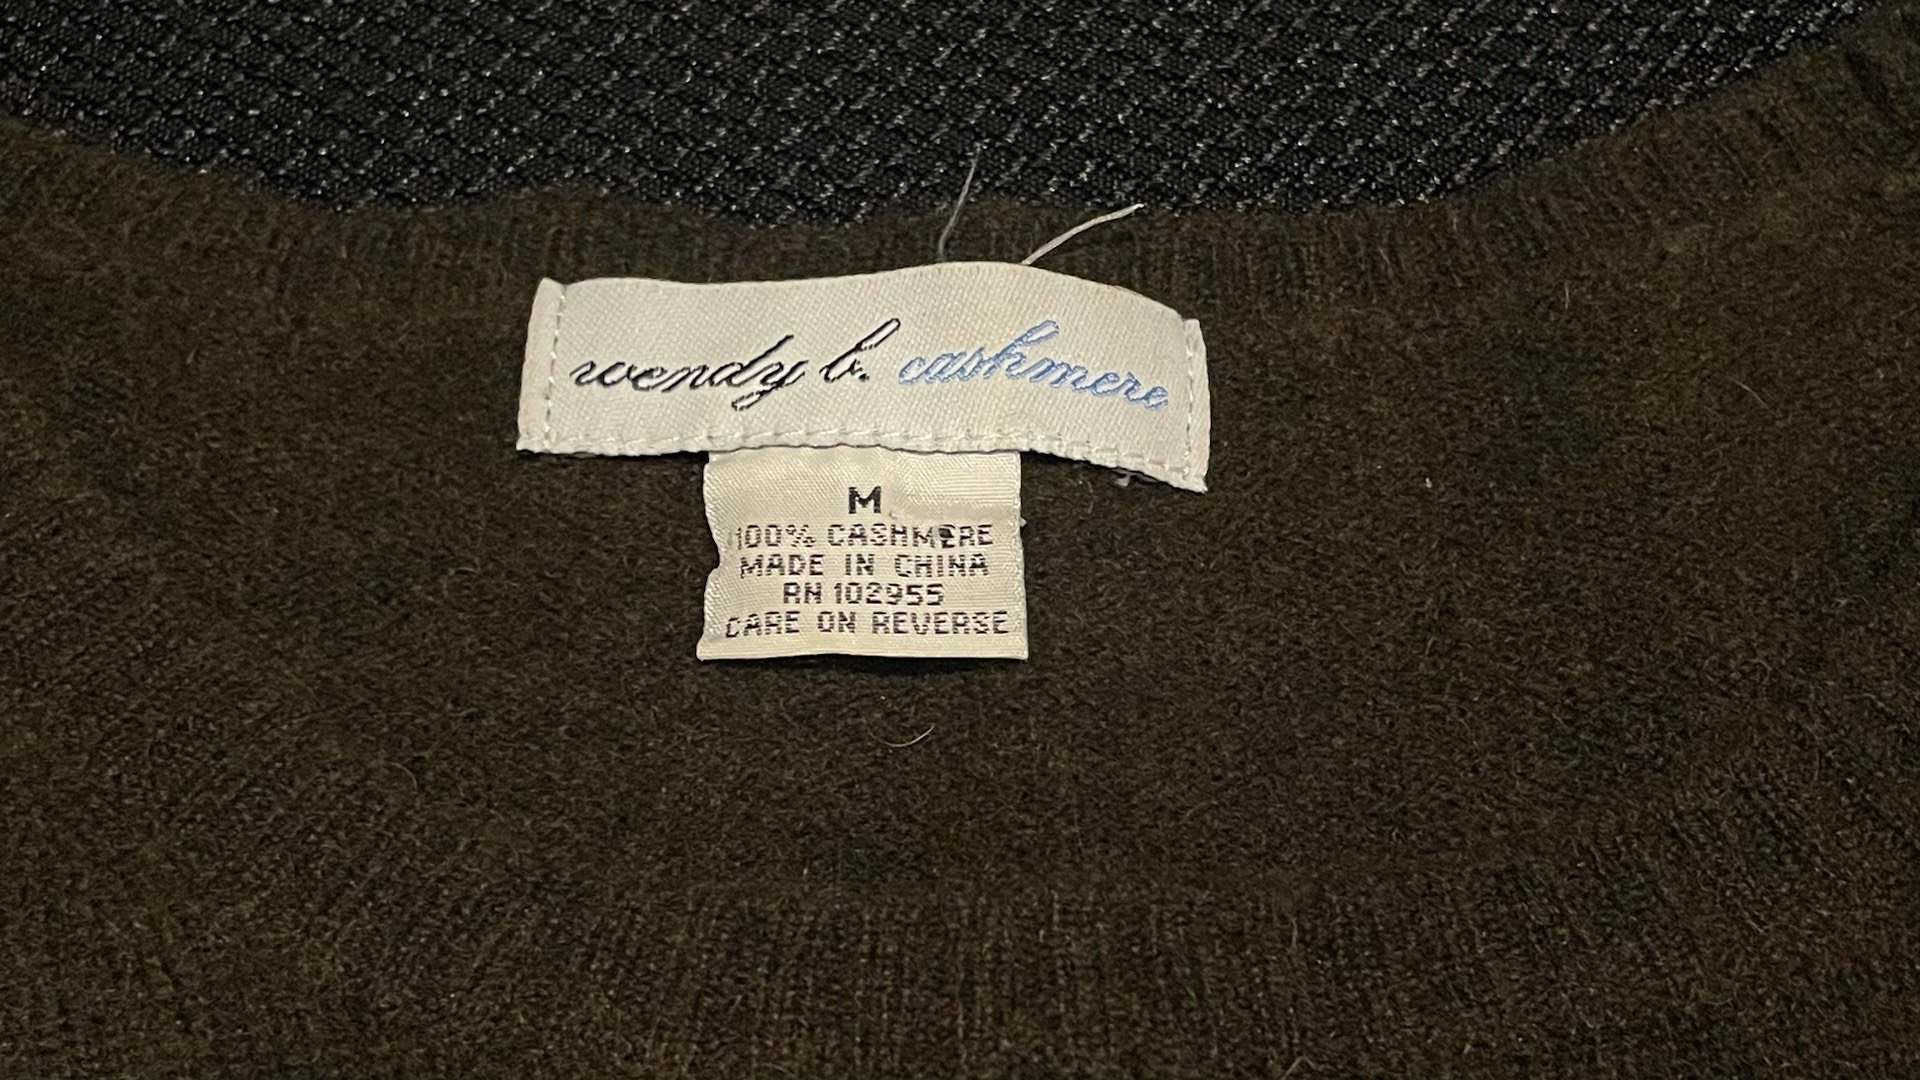 wendy b. cashmere
M
100% CASHMERE
MADE IN CHINA
RN 102955
CARE ON REVERSE